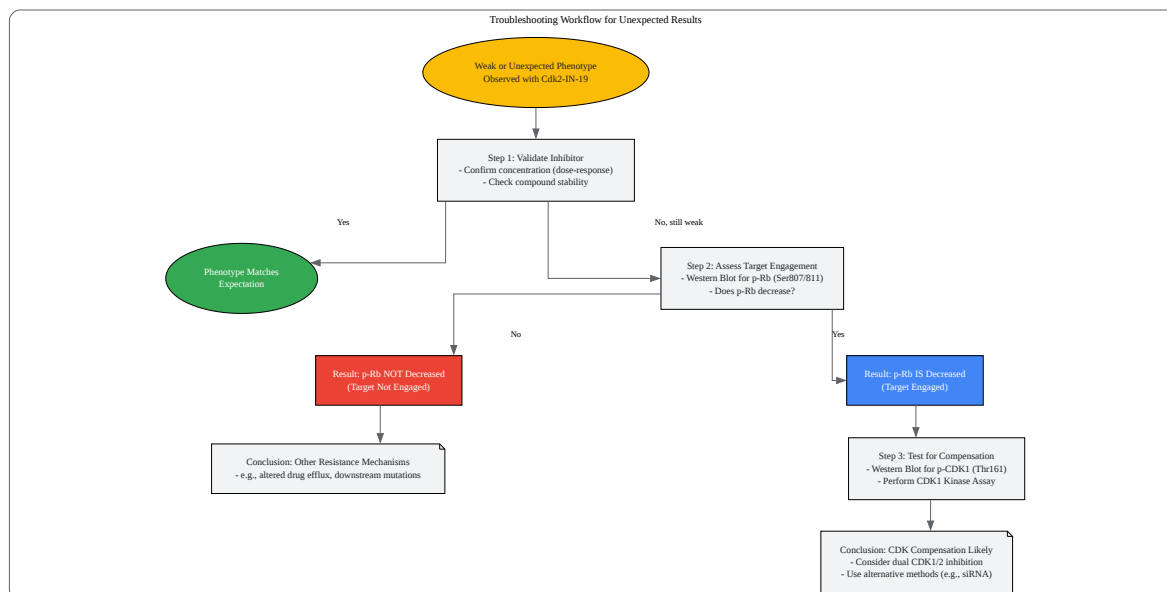 Troubleshooting Workflow for Unexpected Results
Weak or Unexpected Phenotype
Observed with Cdk2-IN-19
Step 1: Validate Inhibitor
- Confirm concentration (dose-response)
- Check compound stability
Yes
No, still weak
Phenotype Matches
Expectation
Step 2: Assess Target Engagement
- Western Blot for p-Rb (Ser807/811)
- Does p-Rb decrease?
No
Yes
Result: p-Rb NOT Decreased
(Target Not Engaged)
Result: p-Rb IS Decreased
(Target Engaged)
Conclusion: Other Resistance Mechanisms
- e.g., altered drug efflux, downstream mutations
Step 3: Test for Compensation
- Western Blot for p-CDK1 (Thr161)
- Perform CDK1 Kinase Assay
Conclusion: CDK Compensation Likely
- Consider dual CDK1/2 inhibition
- Use alternative methods (e.g., siRNA)